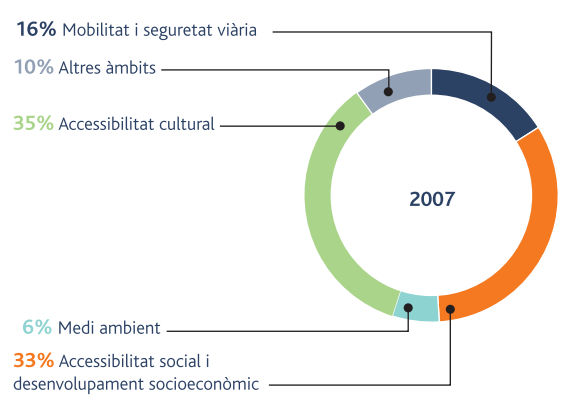 16% Mobilitat i seguretat viària
10% Altres àmbits
35% Accessibilitat cultural
2007
6% Medi ambient
33% Accessibilitat social i
desenvolupament socioeconòmic